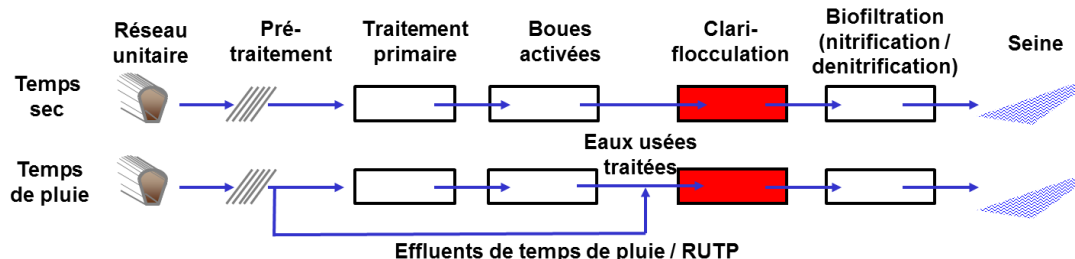 Réseau
unitaire
Pré-
traitement
Traitement
primaire
Boues
activées
Clari-
flocculation
Biofiltration
(nitrification /
denitrification)
Seine
Temps
sec
Eaux usées
traitées
Temps
de pluie
Effluents de temps de pluie / RUTP